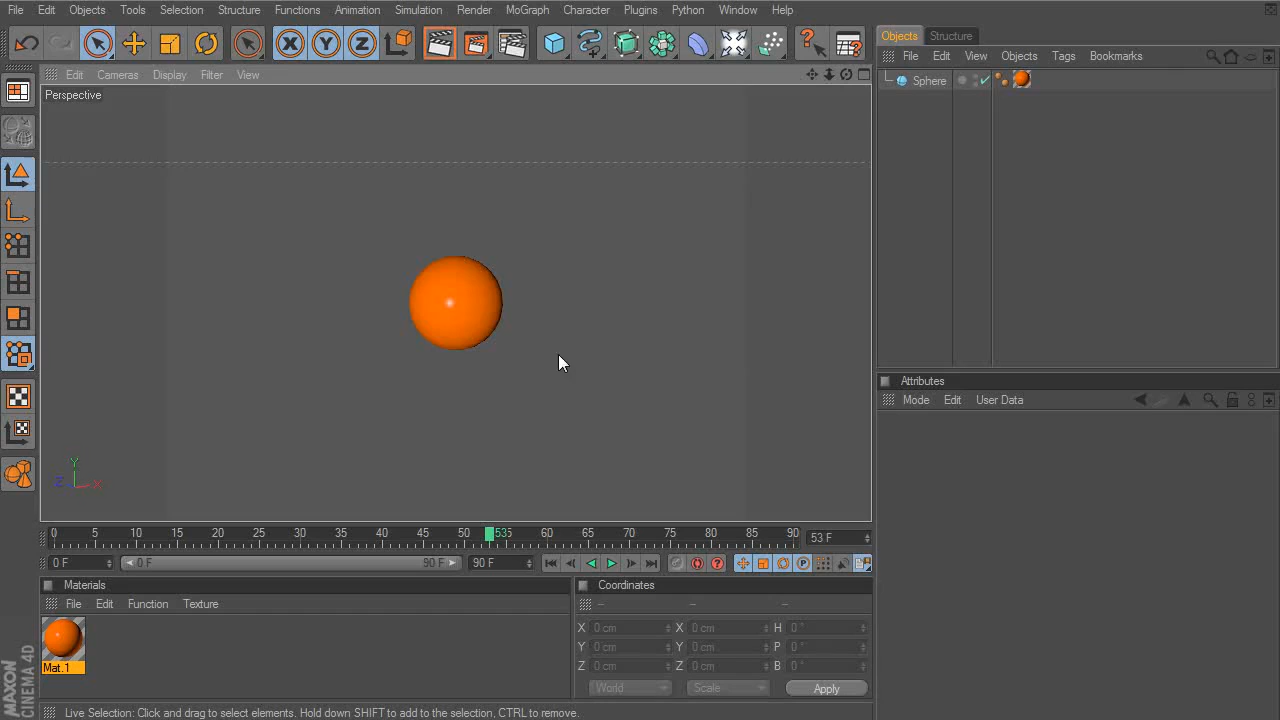 File Edit Objects Tools Selection Structure Functions Animation Simulation Render MoGraph Character Plugins Python Window Help
X Y Z
Objects Structure
File Edit View Objects Tags Bookmarks
Sphere
Edit Cameras Display Filter View
Perspective
Y
Z X
Attributes
Mode Edit User Data
0 5 10 15 20 25 30 35 40 45 535 60 65 70 75 80 85 90
53 F
0 F 0 F 90 F 90 F
P
Materials
File Edit Function Texture
Mat.1
Coordinates
-- -- --
X 0 cm X 0 cm H 0 °
Y 0 cm Y 0 cm P 0 °
Z 0 cm Z 0 cm B 0 °
World Scale Apply
MAXON
CINEMA 4D
Live Selection: Click and drag to select elements. Hold down SHIFT to add to the selection, CTRL to remove.